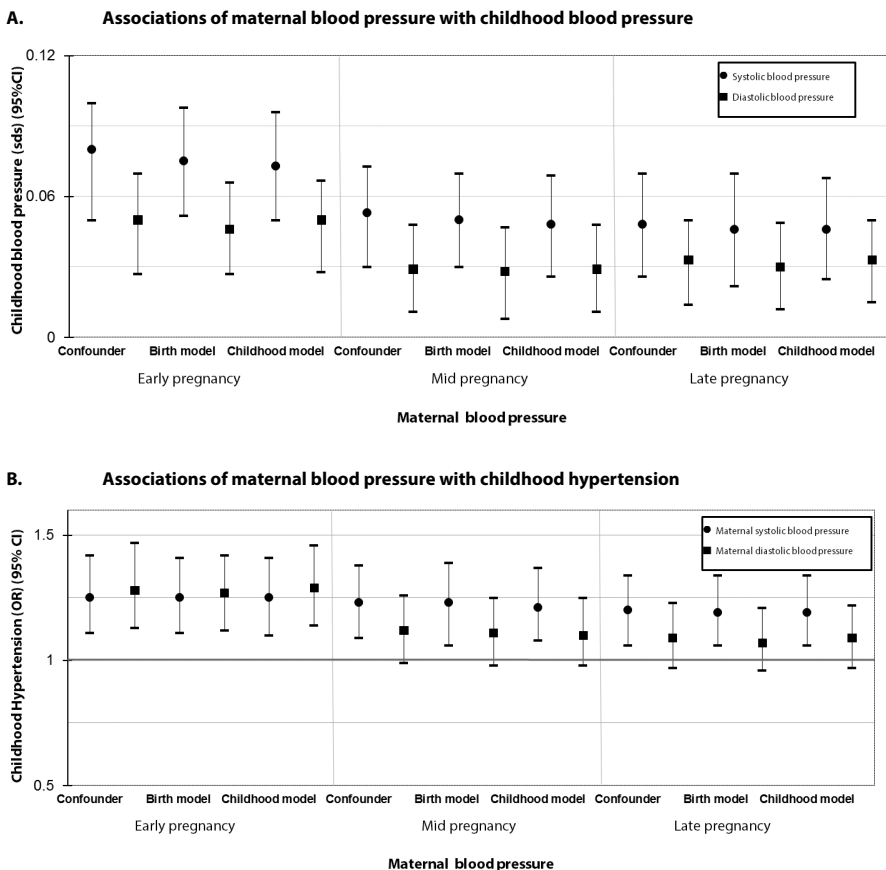 A. Associations of maternal blood pressure with childhood blood pressure
Childhood blood pressure (sds) (95%CI)
0.12
0.06
0
Systolic blood pressure
Diastolic blood pressure
Confounder Birth model Childhood model Confounder Birth model Childhood model Confounder Birth model Childhood model
Early pregnancy Mid pregnancy Late pregnancy
Maternal blood pressure
B. Associations of maternal blood pressure with childhood hypertension
Childhood Hypertension (OR) (95% CI)
1.5
1
0.5
Maternal systolic blood pressure
Maternal diastolic blood pressure
Confounder Birth model Childhood model Confounder Birth model Childhood model Confounder Birth model Childhood model
Early pregnancy Mid pregnancy Late pregnancy
Maternal blood pressure